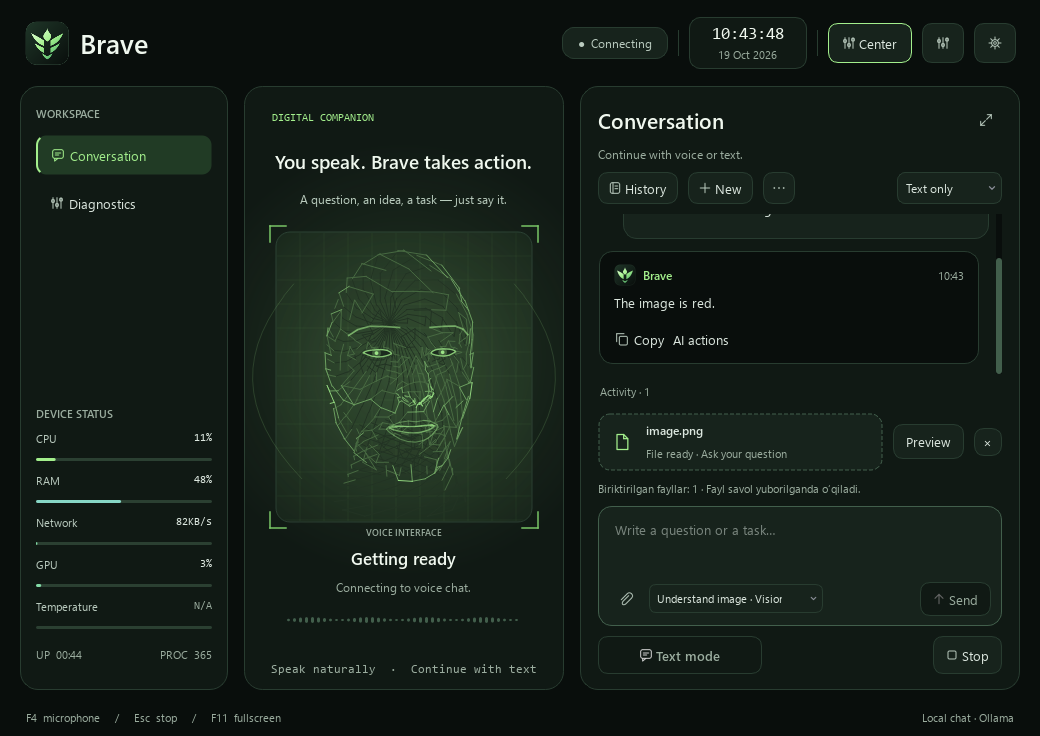 Brave
Connecting
10:43:48
19 Oct 2026
Center
WORKSPACE
Conversation
Diagnostics
DEVICE STATUS
CPU 11%
RAM 48%
Network 82KB/s
GPU 3%
Temperature N/A
UP 00:44 PROC 365
DIGITAL COMPANION
You speak. Brave takes action.
A question, an idea, a task — just say it.
VOICE INTERFACE
Getting ready
Connecting to voice chat.
Speak naturally · Continue with text
Conversation
Continue with voice or text.
History + New ··· Text only
Brave 10:43
The image is red.
Copy AI actions
Activity · 1
image.png
File ready · Ask your question
Preview ×
Biriktirilgan fayllar: 1 · Fayl savol yuborilganda o‘qiladi.
Write a question or a task...
Understand image · Vision
Send
Text mode
Stop
F4 microphone / Esc stop / F11 fullscreen
Local chat · Ollama